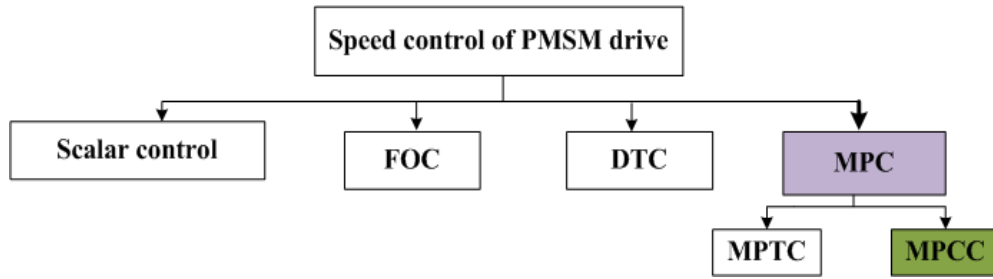 Speed control of PMSM drive
Scalar control
FOC
DTC
MPC
MPTC
MPCC